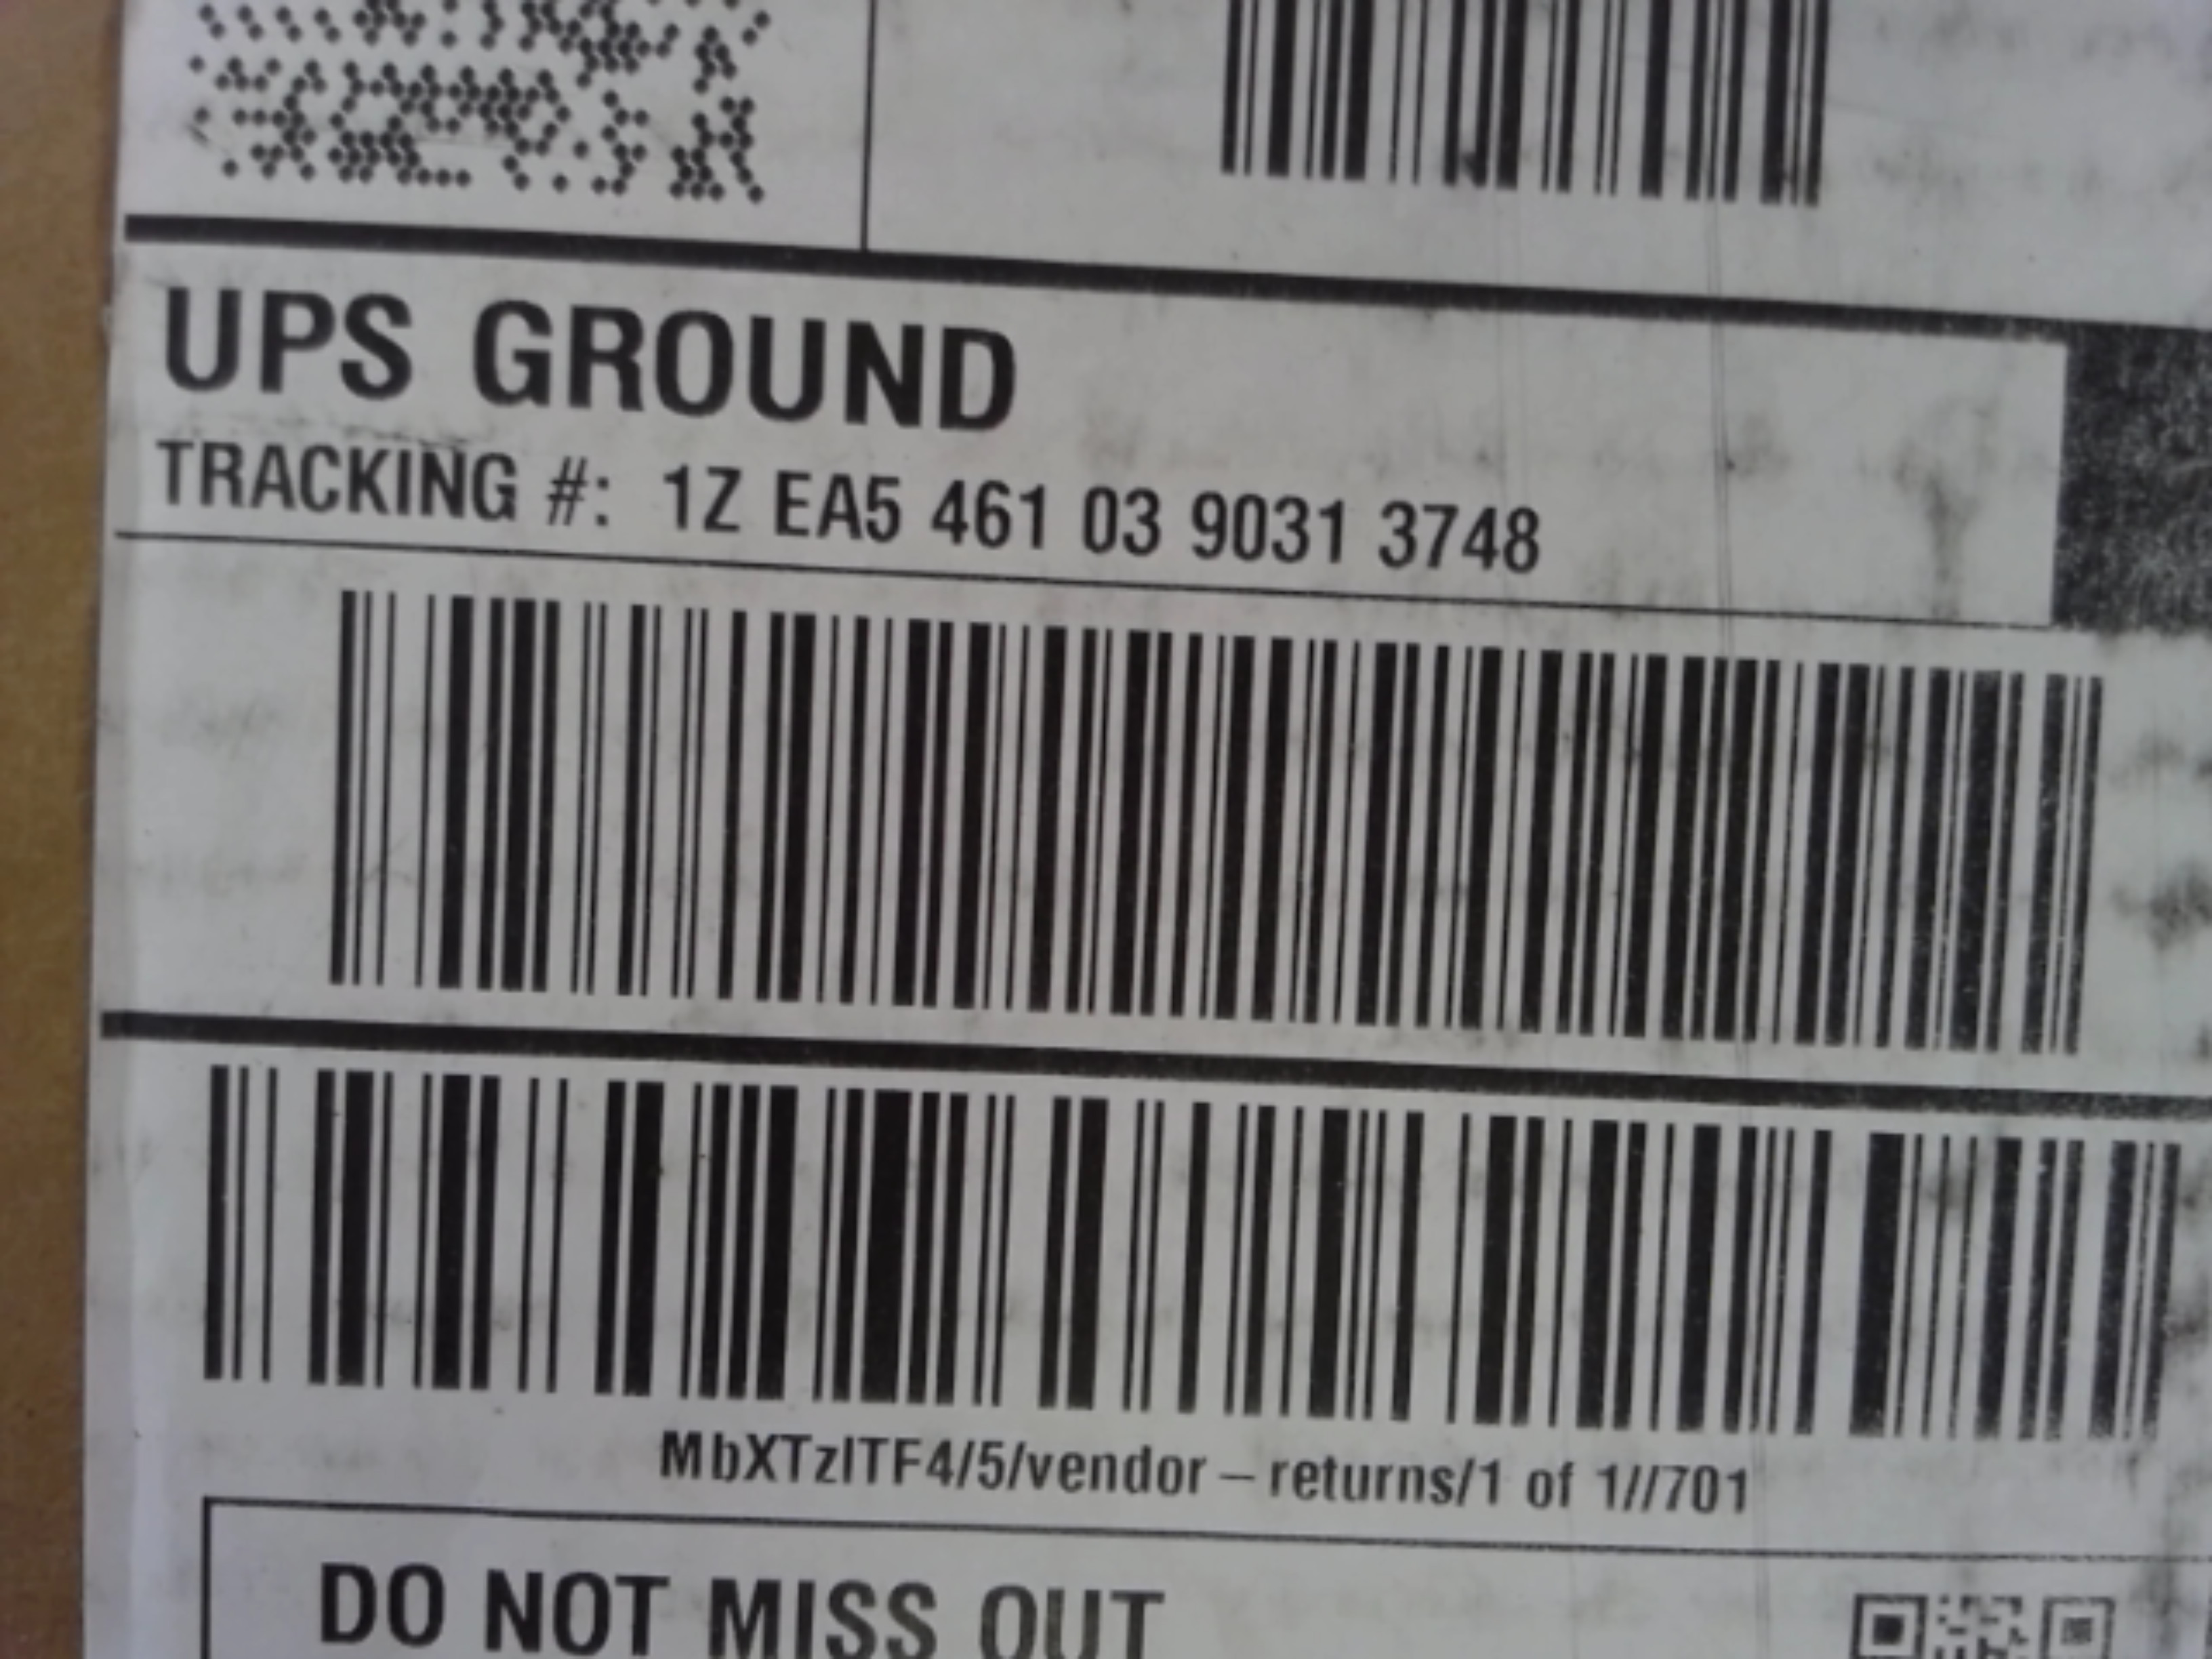 UPS GROUND
TRACKING #: 1Z EA5 461 03 9031 3748
MbXTzITF4/5/vendor – returns/1 of 1//701
DO NOT MISS OUT